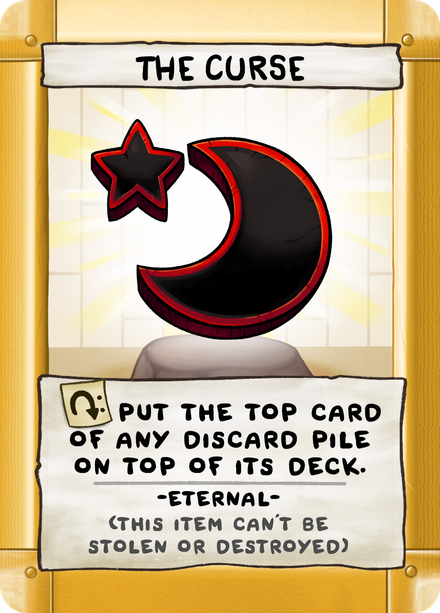 THE CURSE
PUT THE TOP CARD
OF ANY DISCARD PILE
ON TOP OF ITS DECK.
-ETERNAL-
(THIS ITEM CAN'T BE
STOLEN OR DESTROYED)